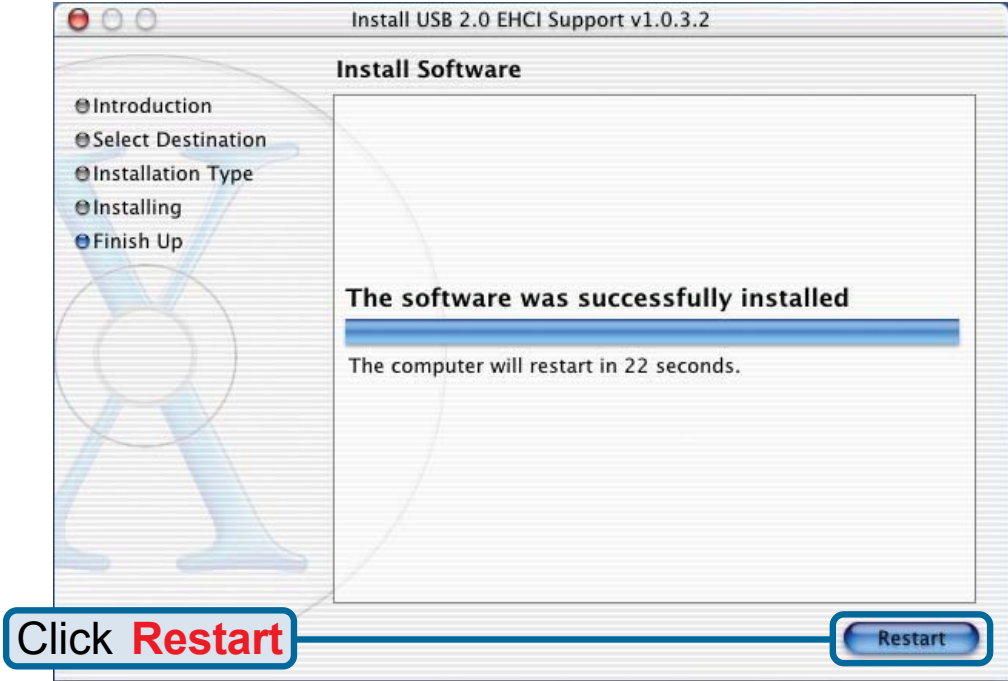 Install USB 2.0 EHCI Support v1.0.3.2
Install Software
Introduction
Select Destination
Installation Type
Installing
Finish Up
The software was successfully installed
The computer will restart in 22 seconds.
Click Restart
Restart